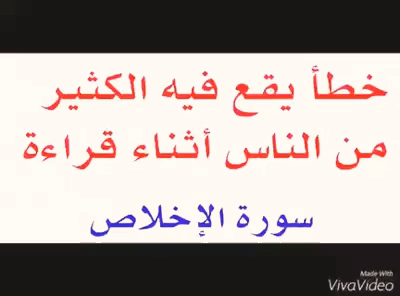 خطأ يقع فيه الكثير
من الناس أثناء قراءة
سورة الإخلاص
Made With
VivaVideo